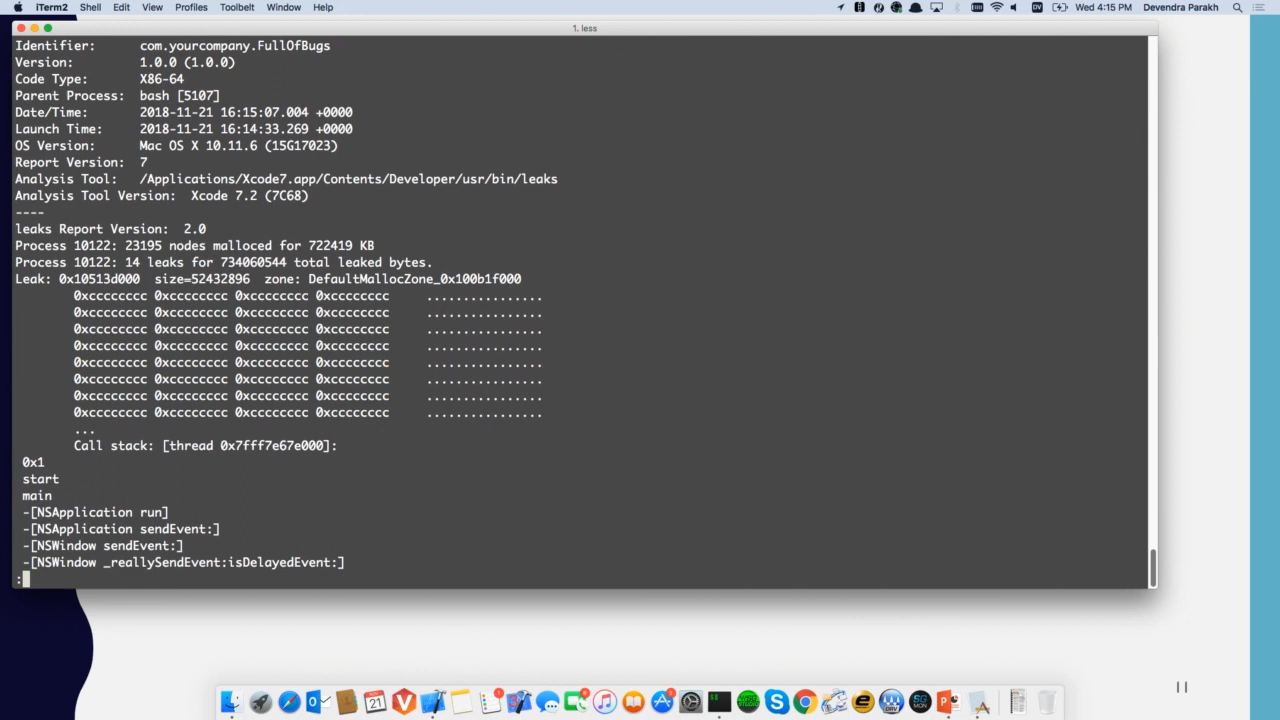 iTerm2 Shell Edit View Profiles Toolbelt Window Help DV Wed 4:15 PM Devendra Parakh
1. less
Identifier: com.yourcompany.FullOfBugs
Version: 1.0.0 (1.0.0)
Code Type: X86-64
Parent Process: bash [5107]
Date/Time: 2018-11-21 16:15:07.004 +0000
Launch Time: 2018-11-21 16:14:33.269 +0000
OS Version: Mac OS X 10.11.6 (15G17023)
Report Version: 7
Analysis Tool: /Applications/Xcode7.app/Contents/Developer/usr/bin/leaks
Analysis Tool Version: Xcode 7.2 (7C68)
----
leaks Report Version: 2.0
Process 10122: 23195 nodes malloced for 722419 KB
Process 10122: 14 leaks for 734060544 total leaked bytes.
Leak: 0x10513d000 size=52432896 zone: DefaultMallocZone_0x100b1f000
0xcccccccc 0xcccccccc 0xcccccccc 0xcccccccc ................
0xcccccccc 0xcccccccc 0xcccccccc 0xcccccccc ................
0xcccccccc 0xcccccccc 0xcccccccc 0xcccccccc ................
0xcccccccc 0xcccccccc 0xcccccccc 0xcccccccc ................
0xcccccccc 0xcccccccc 0xcccccccc 0xcccccccc ................
0xcccccccc 0xcccccccc 0xcccccccc 0xcccccccc ................
0xcccccccc 0xcccccccc 0xcccccccc 0xcccccccc ................
0xcccccccc 0xcccccccc 0xcccccccc 0xcccccccc ................
...
Call stack: [thread 0x7fff7e67e000]:
0x1
start
main
-[NSApplication run]
-[NSApplication sendEvent:]
-[NSWindow sendEvent:]
-[NSWindow _reallySendEvent:isDelayedEvent:]
: